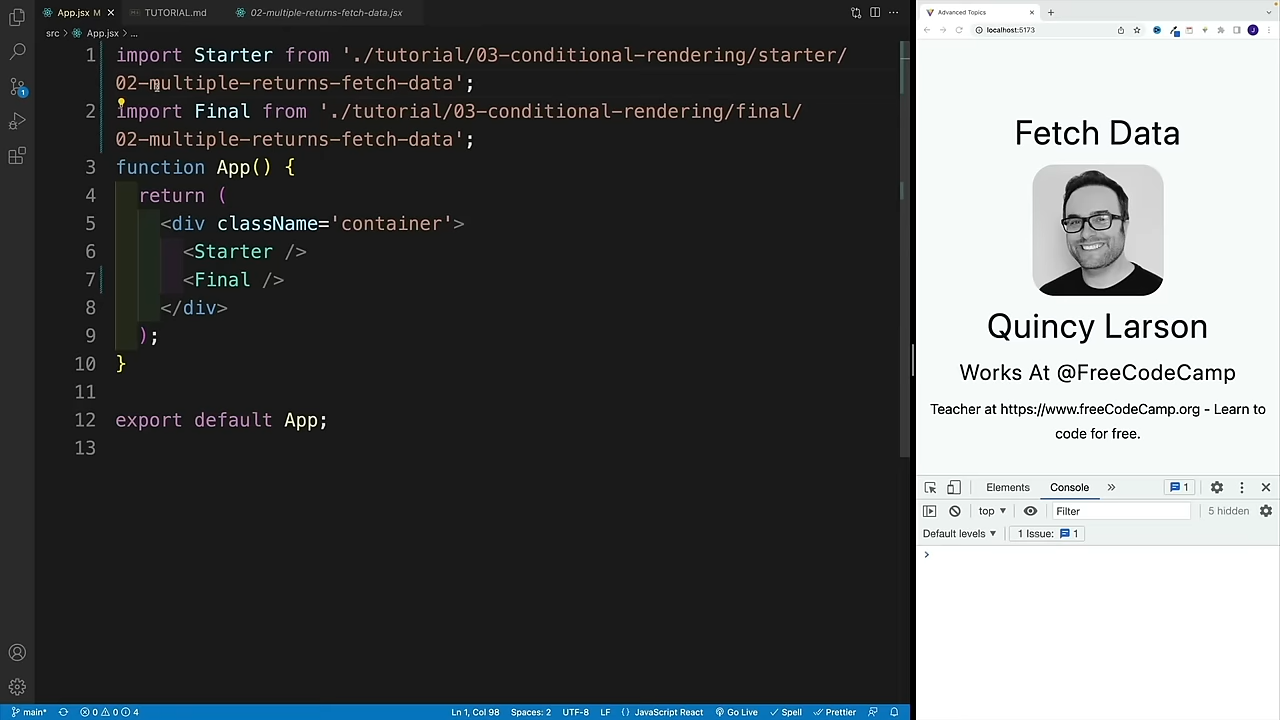 App.jsx M
TUTORIAL.md
02-multiple-returns-fetch-data.jsx
src > App.jsx > ...
1 import Starter from './tutorial/03-conditional-rendering/starter/
02-multiple-returns-fetch-data';
2 import Final from './tutorial/03-conditional-rendering/final/
02-multiple-returns-fetch-data';
3 function App() {
4 return (
5 <div className='container'>
6 <Starter />
7 <Final />
8 </div>
9 );
10 }
11
12 export default App;
13
1
main*
0 0 4
Ln 1, Col 98
Spaces: 2
UTF-8
LF
JavaScript React
Go Live
Spell
Prettier
Advanced Topics
localhost:5173
J
Fetch Data
Quincy Larson
Works At @FreeCodeCamp
Teacher at https://www.freeCodeCamp.org - Learn to
code for free.
Elements
Console
1
top
Filter
5 hidden
Default levels
1 Issue: 1